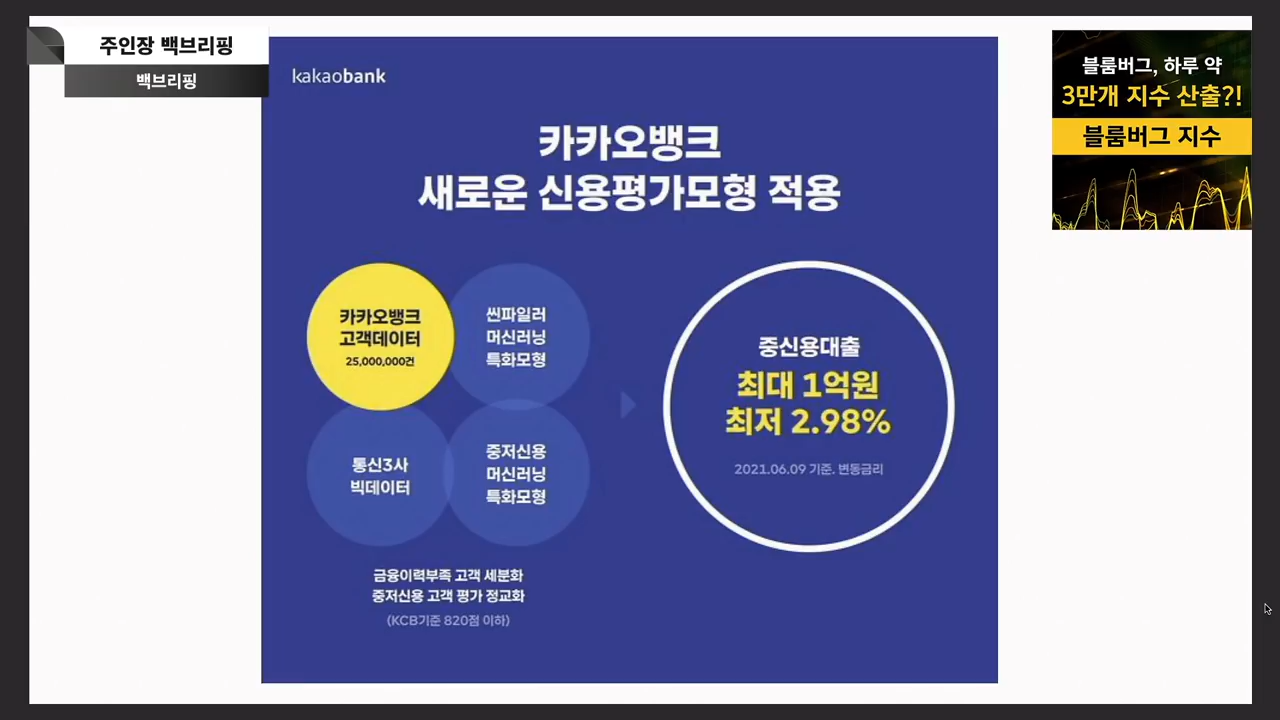 주인장 백브리핑
백브리핑
kakaobank
카카오뱅크
새로운 신용평가모형 적용
카카오뱅크
고객데이터
25,000,000건
씬파일러
머신러닝
특화모형
통신3사
빅데이터
중저신용
머신러닝
특화모형
금융이력부족 고객 세분화
중저신용 고객 평가 정교화
(KCB기준 820점 이하)
중신용대출
최대 1억원
최저 2.98%
2021.06.09 기준. 변동금리
블룸버그, 하루 약
3만개 지수 산출?!
블룸버그 지수